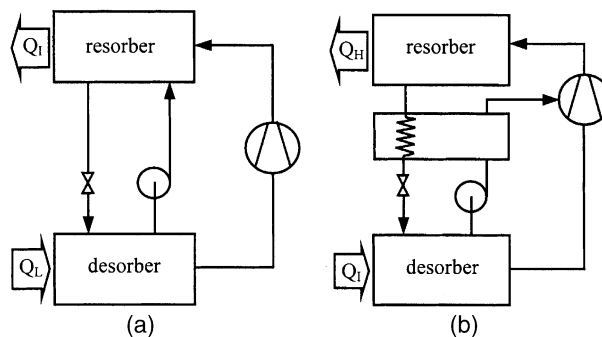 Q_I resorber
Q_L desorber
(a)
Q_H resorber
Q_I desorber
(b)